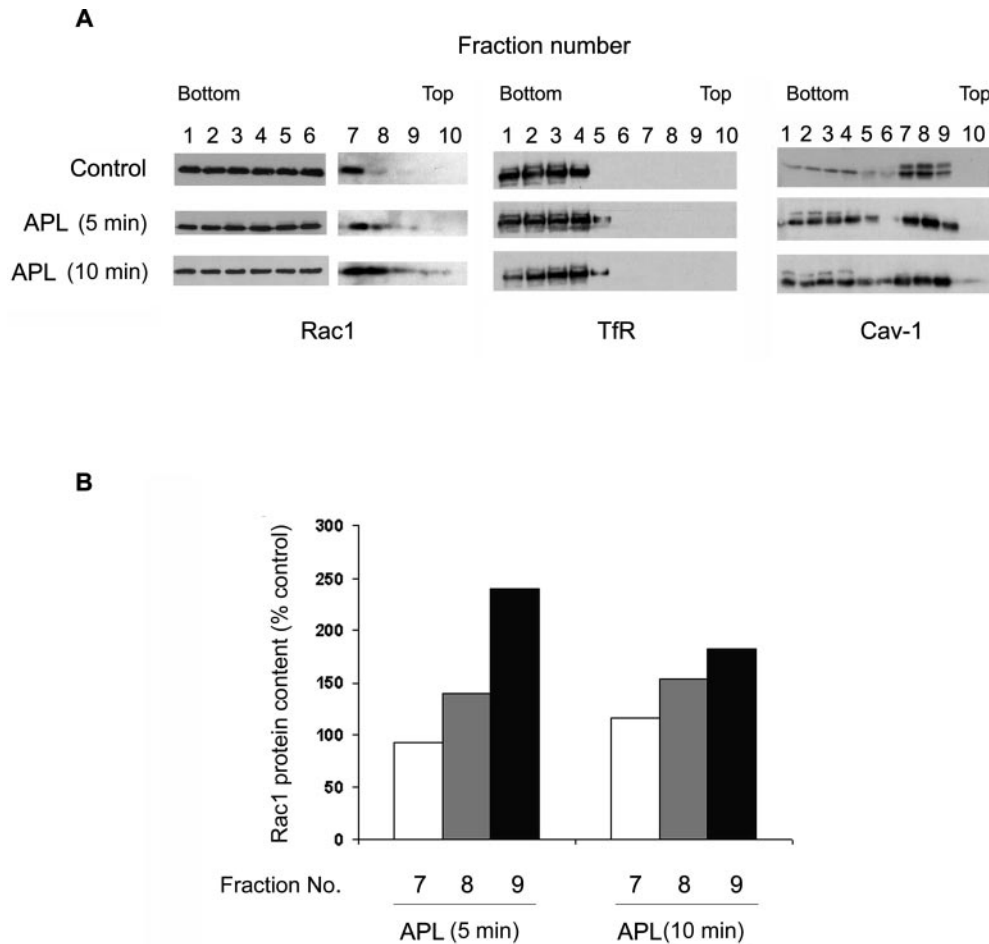 A
Fraction number
Bottom Top Bottom Top Bottom Top
1 2 3 4 5 6 7 8 9 10 1 2 3 4 5 6 7 8 9 10 1 2 3 4 5 6 7 8 9 10
Control
APL (5 min)
APL (10 min)
Rac1 TfR Cav-1
B
Rac1 protein content (% control)
300
250
200
150
100
50
0
Fraction No. 7 8 9 7 8 9
APL (5 min) APL(10 min)